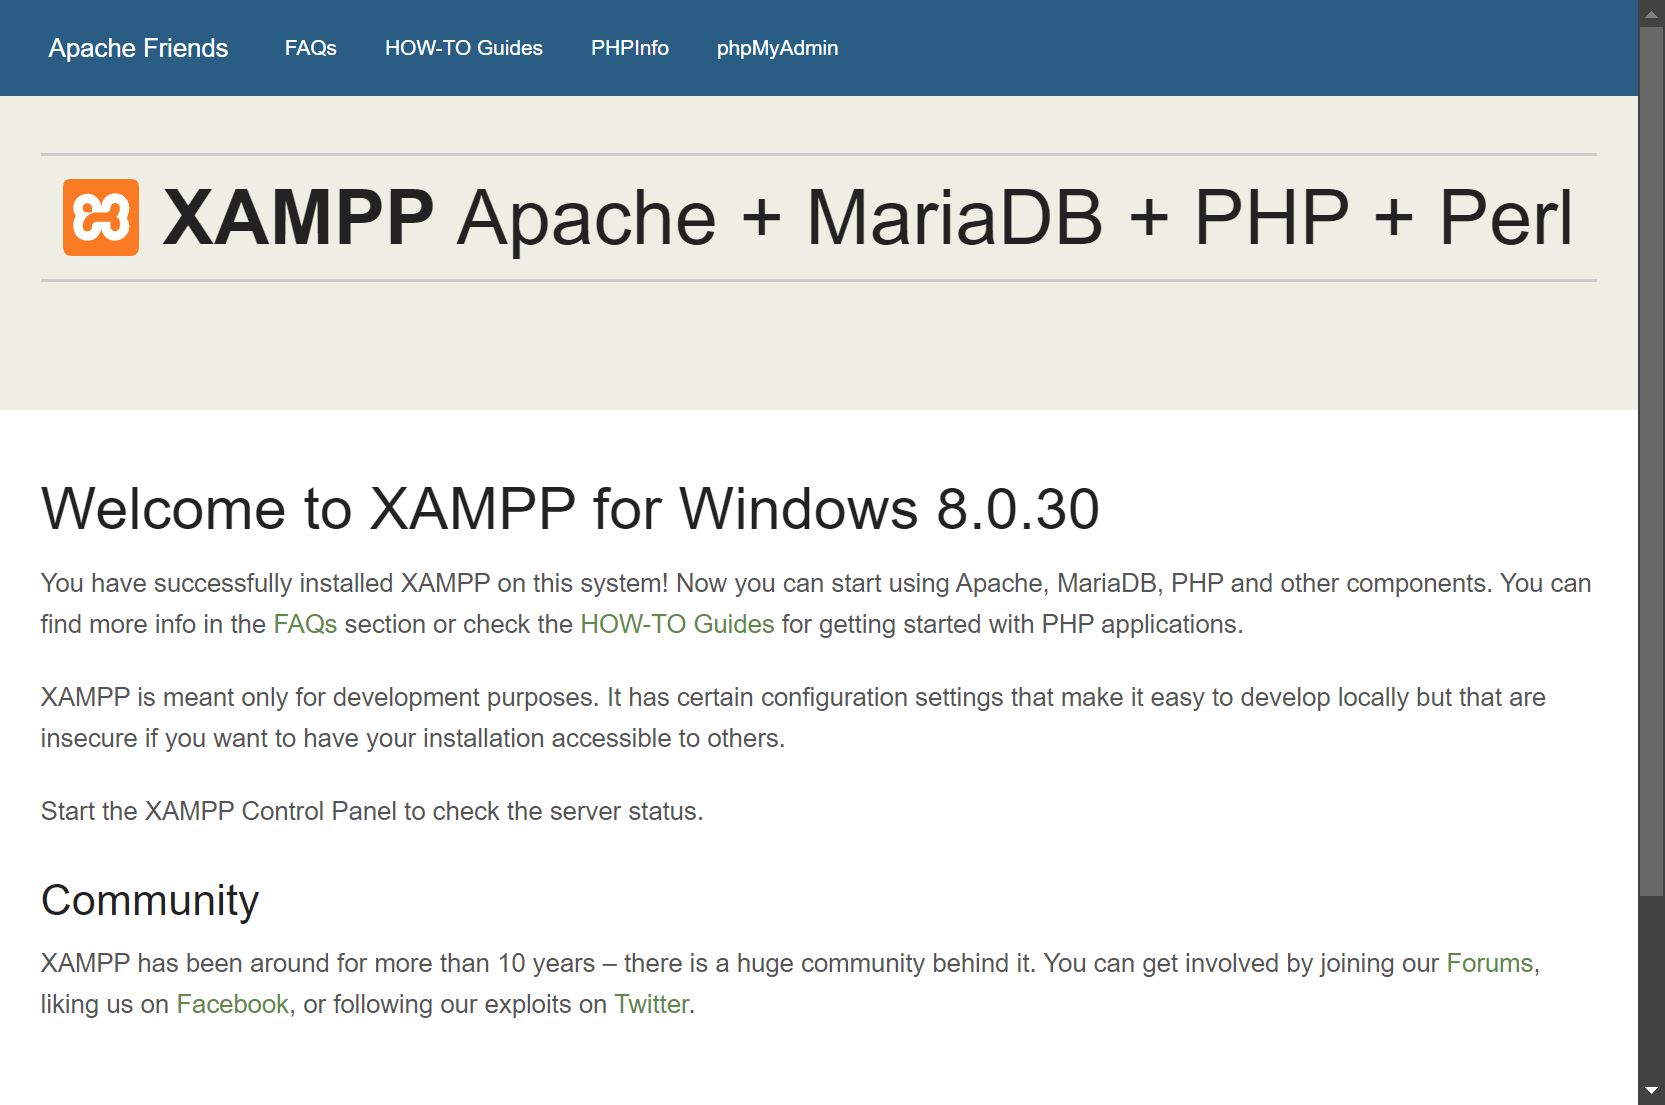 Apache Friends FAQs HOW-TO Guides PHPInfo phpMyAdmin
XAMPP Apache + MariaDB + PHP + Perl
Welcome to XAMPP for Windows 8.0.30
You have successfully installed XAMPP on this system! Now you can start using Apache, MariaDB, PHP and other components. You can
find more info in the FAQs section or check the HOW-TO Guides for getting started with PHP applications.
XAMPP is meant only for development purposes. It has certain configuration settings that make it easy to develop locally but that are
insecure if you want to have your installation accessible to others.
Start the XAMPP Control Panel to check the server status.
Community
XAMPP has been around for more than 10 years – there is a huge community behind it. You can get involved by joining our Forums,
liking us on Facebook, or following our exploits on Twitter.